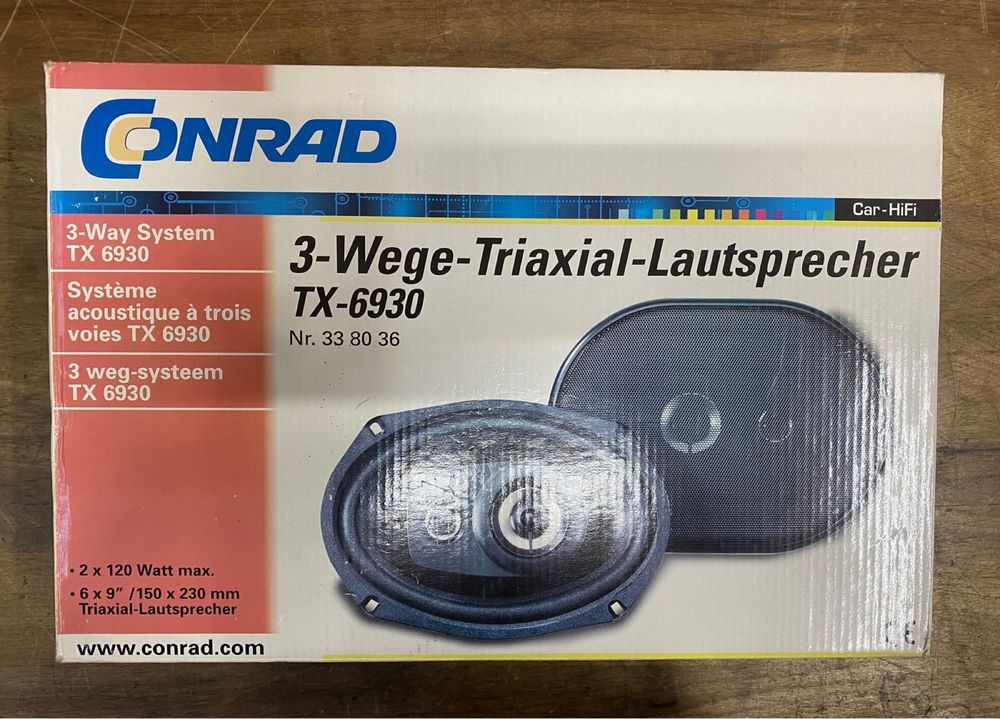 CONRAD
Car-HiFi
3-Way System
TX 6930
Système
acoustique à trois
voies TX 6930
3 weg-systeem
TX 6930
3-Wege-Triaxial-Lautsprecher
TX-6930
Nr. 33 80 36
• 2 x 120 Watt max.
• 6 x 9” /150 x 230 mm
Triaxial-Lautsprecher
www.conrad.com
CE